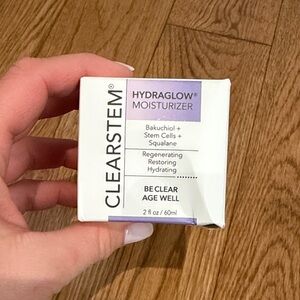 CLEARSTEM®
HYDRAGLOW®
MOISTURIZER
Bakuchiol +
Stem Cells +
Squalane
Regenerating
Restoring
Hydrating
BE CLEAR
AGE WELL
2 fl oz / 60ml